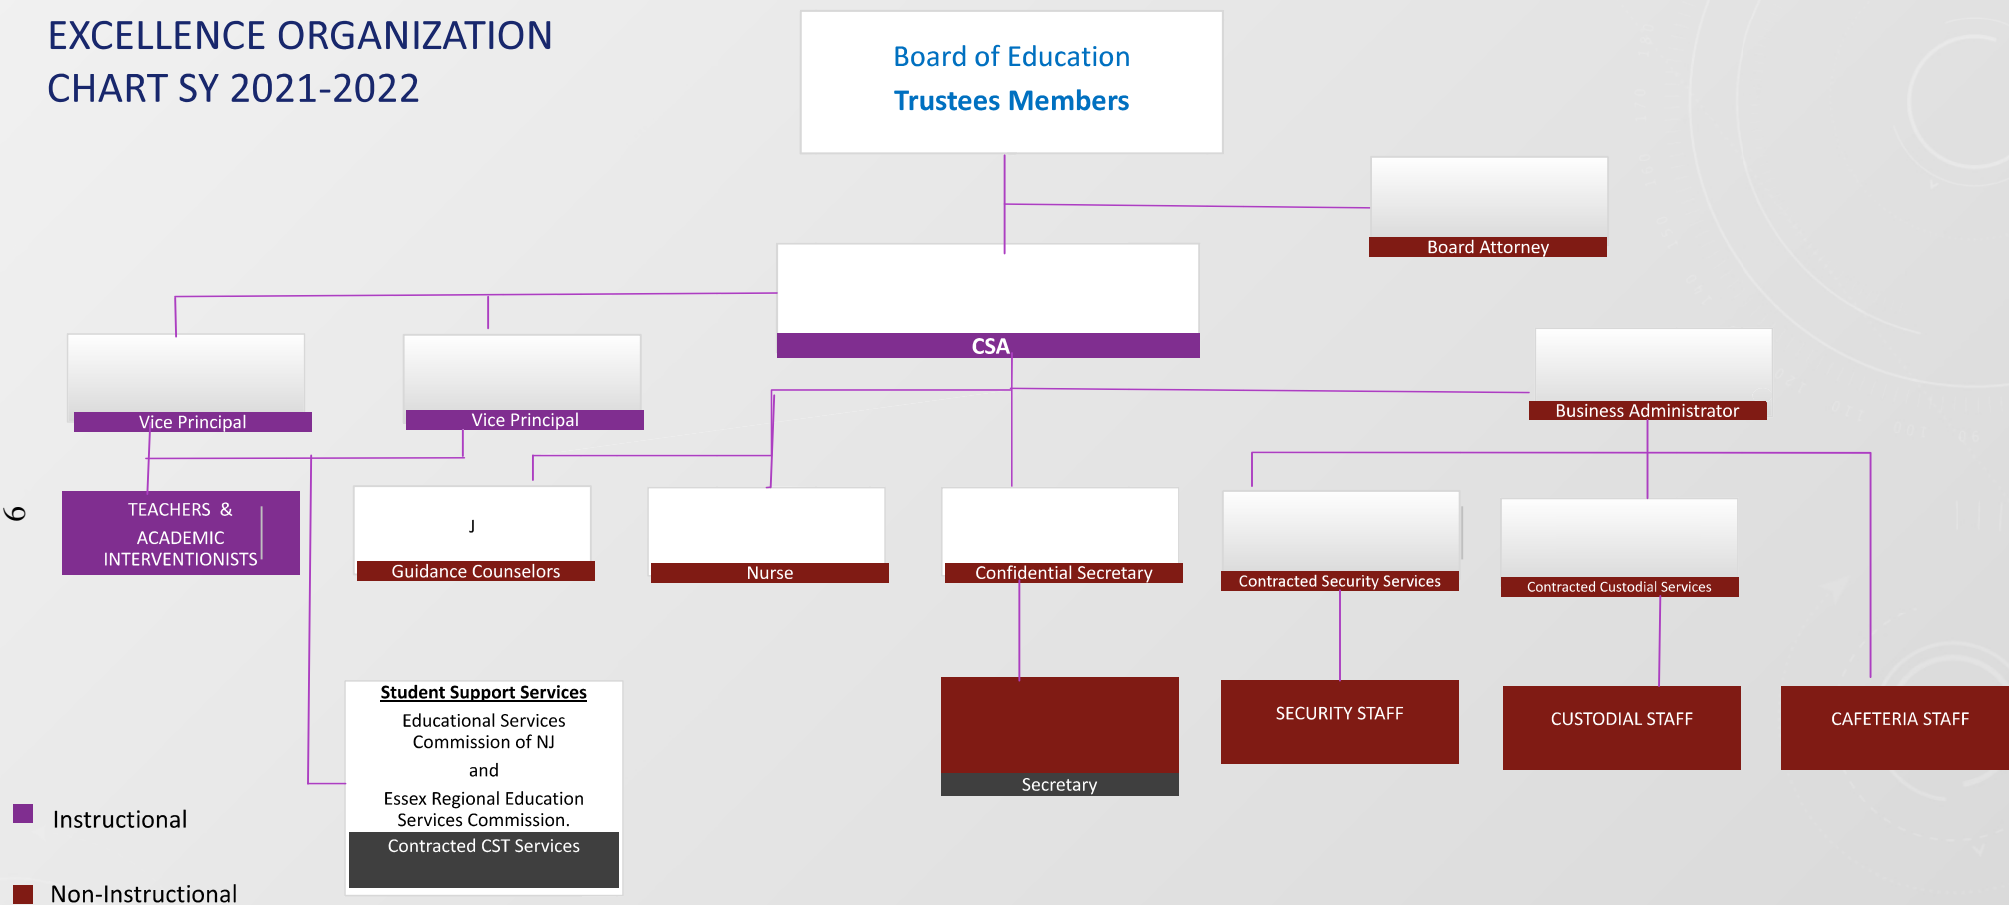 EXCELLENCE ORGANIZATION
CHART SY 2021-2022
Board of Education
Trustees Members
Board Attorney
CSA
Vice Principal
Vice Principal
Business Administrator
TEACHERS &
ACADEMIC
INTERVENTIONISTS
J
Guidance Counselors
Nurse
Confidential Secretary
Contracted Security Services
Contracted Custodial Services
6
Student Support Services
Educational Services
Commission of NJ
and
Essex Regional Education
Services Commission.
Contracted CST Services
Secretary
SECURITY STAFF
CUSTODIAL STAFF
CAFETERIA STAFF
Instructional
Non-Instructional